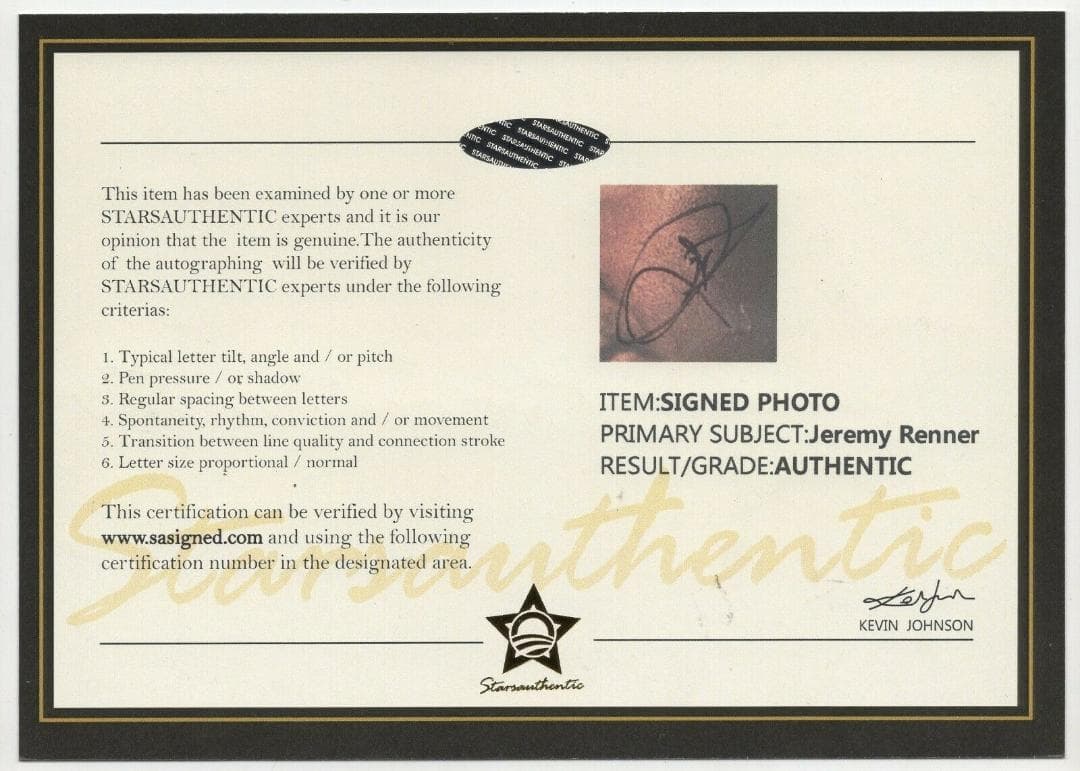 STARSAUTHENTIC
This item has been examined by one or more
STARSAUTHENTIC experts and it is our
opinion that the item is genuine.The authenticity
of the autographing will be verified by
STARSAUTHENTIC experts under the following
criterias:
1. Typical letter tilt, angle and / or pitch
2. Pen pressure / or shadow
3. Regular spacing between letters
4. Spontaneity, rhythm, conviction and / or movement
5. Transition between line quality and connection stroke
6. Letter size proportional / normal
This certification can be verified by visiting
www.sasigned.com and using the following
certification number in the designated area.
ITEM:SIGNED PHOTO
PRIMARY SUBJECT:Jeremy Renner
RESULT/GRADE:AUTHENTIC
Starsauthentic
KEVIN JOHNSON
Starsauthentic